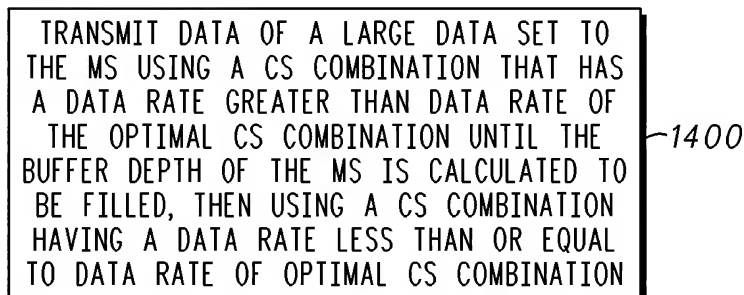 TRANSMIT DATA OF A LARGE DATA SET TO
THE MS USING A CS COMBINATION THAT HAS
A DATA RATE GREATER THAN DATA RATE OF
THE OPTIMAL CS COMBINATION UNTIL THE
BUFFER DEPTH OF THE MS IS CALCULATED TO
BE FILLED, THEN USING A CS COMBINATION
HAVING A DATA RATE LESS THAN OR EQUAL
TO DATA RATE OF OPTIMAL CS COMBINATION
1400